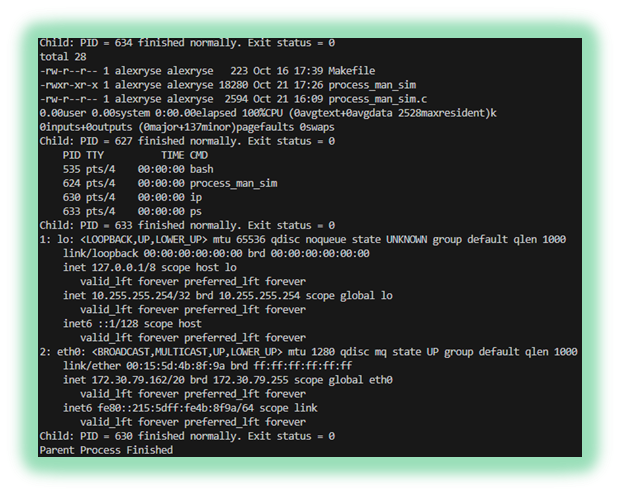 Child: PID = 634 finished normally. Exit status = 0
total 28
-rw-r--r-- 1 alexryse alexryse   223 Oct 16 17:39 Makefile
-rwxr-xr-x 1 alexryse alexryse 18280 Oct 21 17:26 process_man_sim
-rw-r--r-- 1 alexryse alexryse  2594 Oct 21 16:09 process_man_sim.c
0.00user 0.00system 0:00.00elapsed 100%CPU (0avgtext+0avgdata 2528maxresident)k
0inputs+0outputs (0major+137minor)pagefaults 0swaps
Child: PID = 627 finished normally. Exit status = 0
    PID TTY          TIME CMD
    535 pts/4    00:00:00 bash
    624 pts/4    00:00:00 process_man_sim
    630 pts/4    00:00:00 ip
    633 pts/4    00:00:00 ps
Child: PID = 633 finished normally. Exit status = 0
1: lo: <LOOPBACK,UP,LOWER_UP> mtu 65536 qdisc noqueue state UNKNOWN group default qlen 1000
    link/loopback 00:00:00:00:00:00 brd 00:00:00:00:00:00
    inet 127.0.0.1/8 scope host lo
       valid_lft forever preferred_lft forever
    inet 10.255.255.254/32 brd 10.255.255.254 scope global lo
       valid_lft forever preferred_lft forever
    inet6 ::1/128 scope host
       valid_lft forever preferred_lft forever
2: eth0: <BROADCAST,MULTICAST,UP,LOWER_UP> mtu 1280 qdisc mq state UP group default qlen 1000
    link/ether 00:15:5d:4b:8f:9a brd ff:ff:ff:ff:ff:ff
    inet 172.30.79.162/20 brd 172.30.79.255 scope global eth0
       valid_lft forever preferred_lft forever
    inet6 fe80::215:5dff:fe4b:8f9a/64 scope link
       valid_lft forever preferred_lft forever
Child: PID = 630 finished normally. Exit status = 0
Parent Process Finished